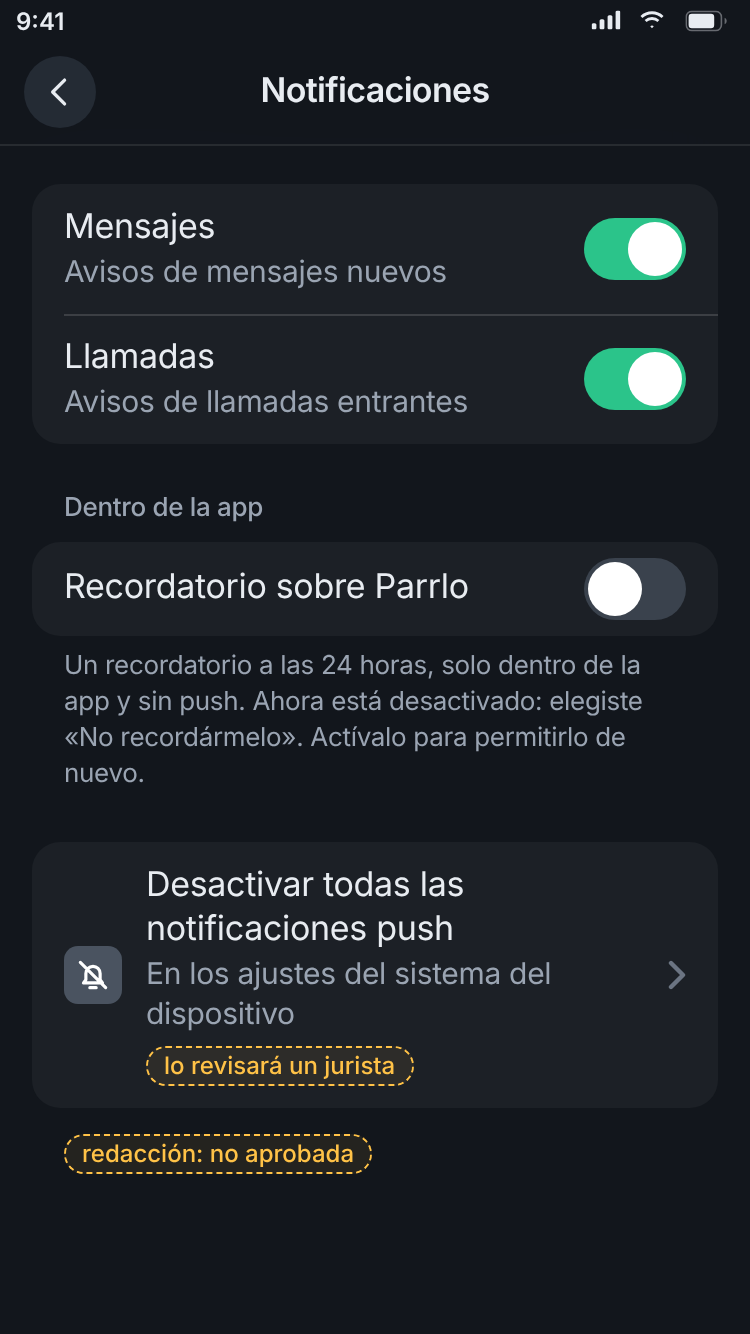 9:41
Notificaciones
Mensajes
Avisos de mensajes nuevos
Llamadas
Avisos de llamadas entrantes
Dentro de la app
Recordatorio sobre Parrlo
Un recordatorio a las 24 horas, solo dentro de la
app y sin push. Ahora está desactivado: elegiste
«No recordármelo». Actívalo para permitirlo de
nuevo.
Desactivar todas las
notificaciones push
En los ajustes del sistema del
dispositivo
lo revisará un jurista
redacción: no aprobada